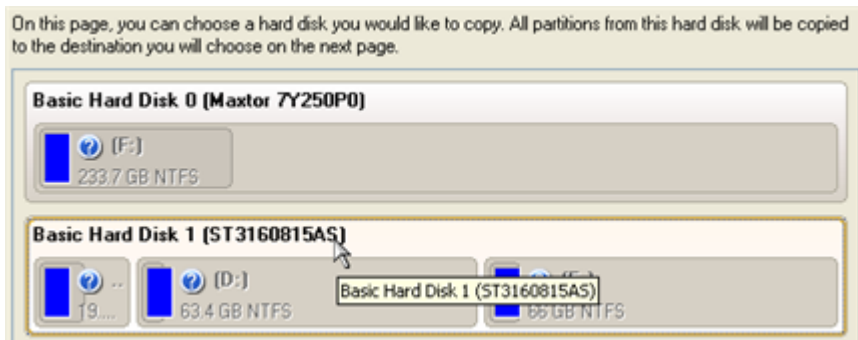 On this page, you can choose a hard disk you would like to copy. All partitions from this hard disk will be copied
to the destination you will choose on the next page.
Basic Hard Disk 0 (Maxtor 7Y250P0)
(F:)
233.7 GB NTFS
Basic Hard Disk 1 (ST3160815AS)
.. (D:)
19.... 63.4 GB NTFS 66 GB NTFS
Basic Hard Disk 1 (ST3160815AS)